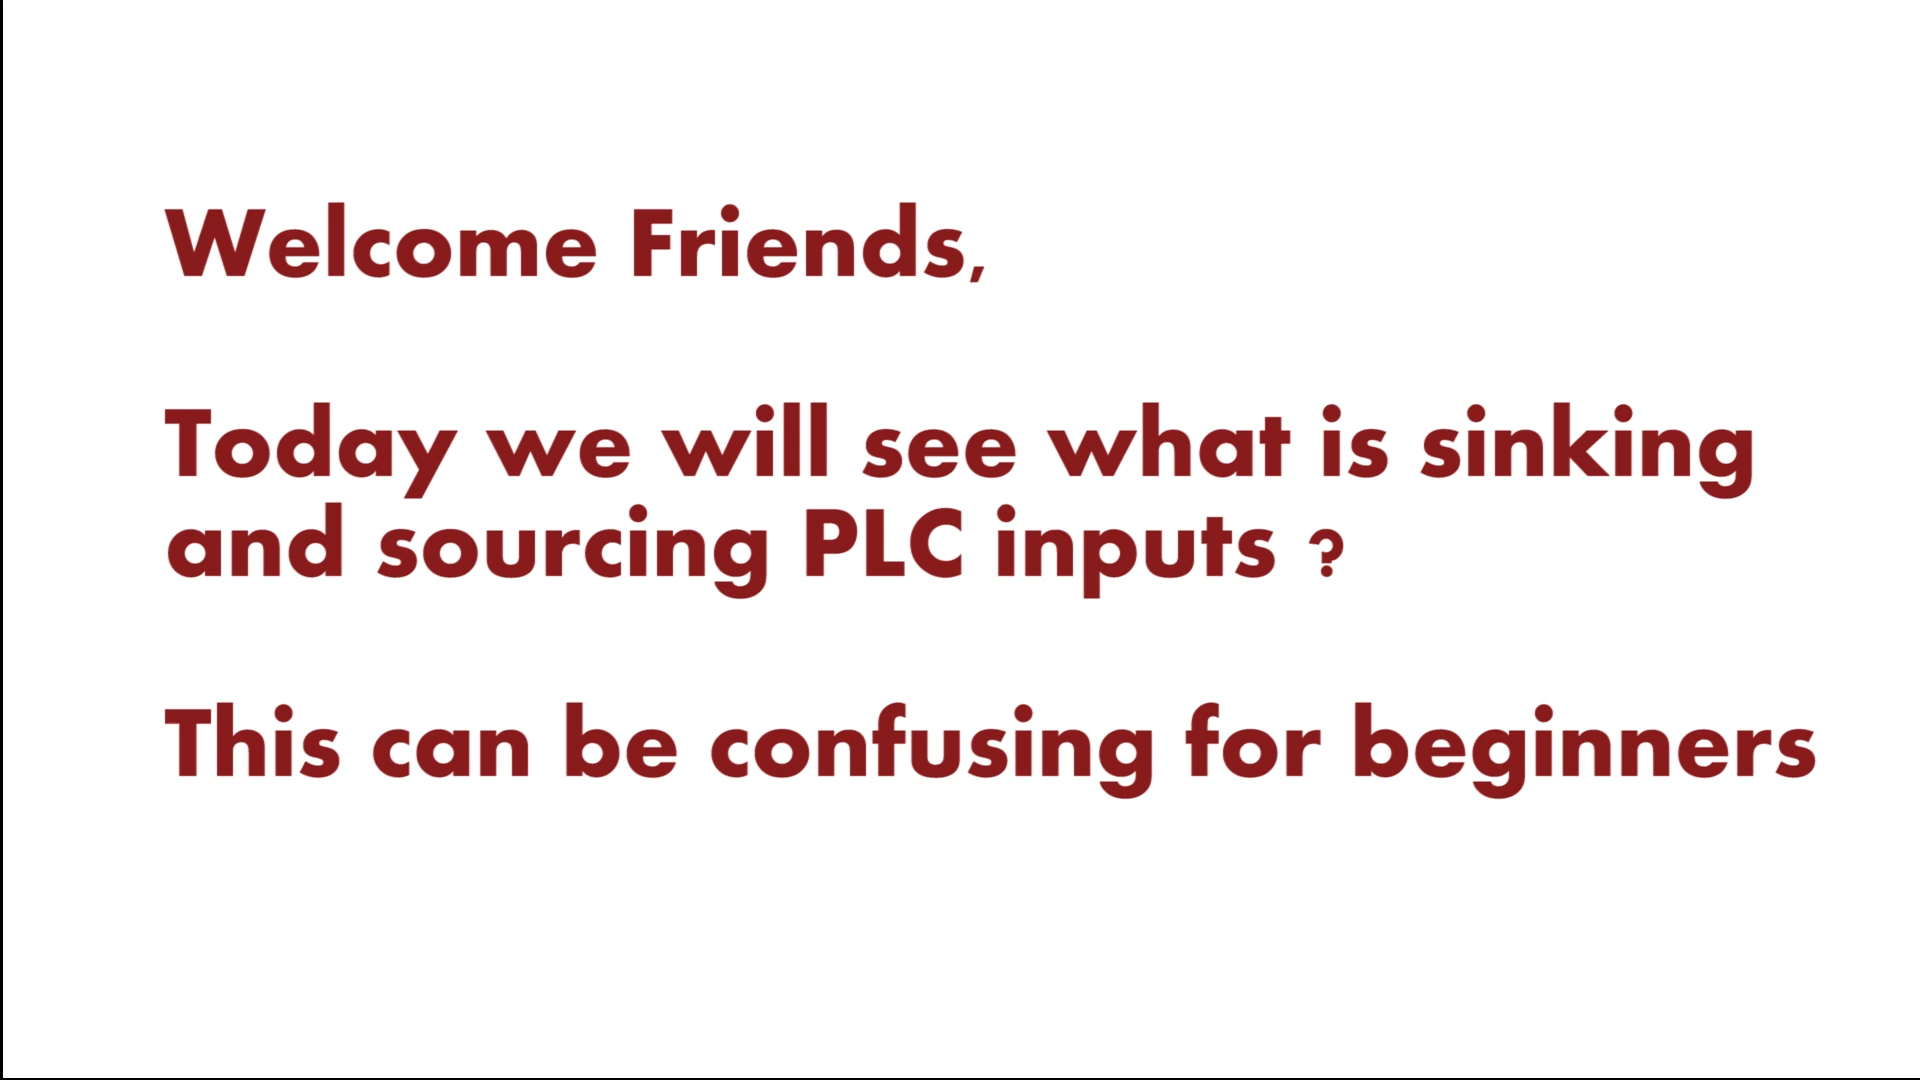 Welcome Friends,
Today we will see what is sinking
and sourcing PLC inputs ?
This can be confusing for beginners